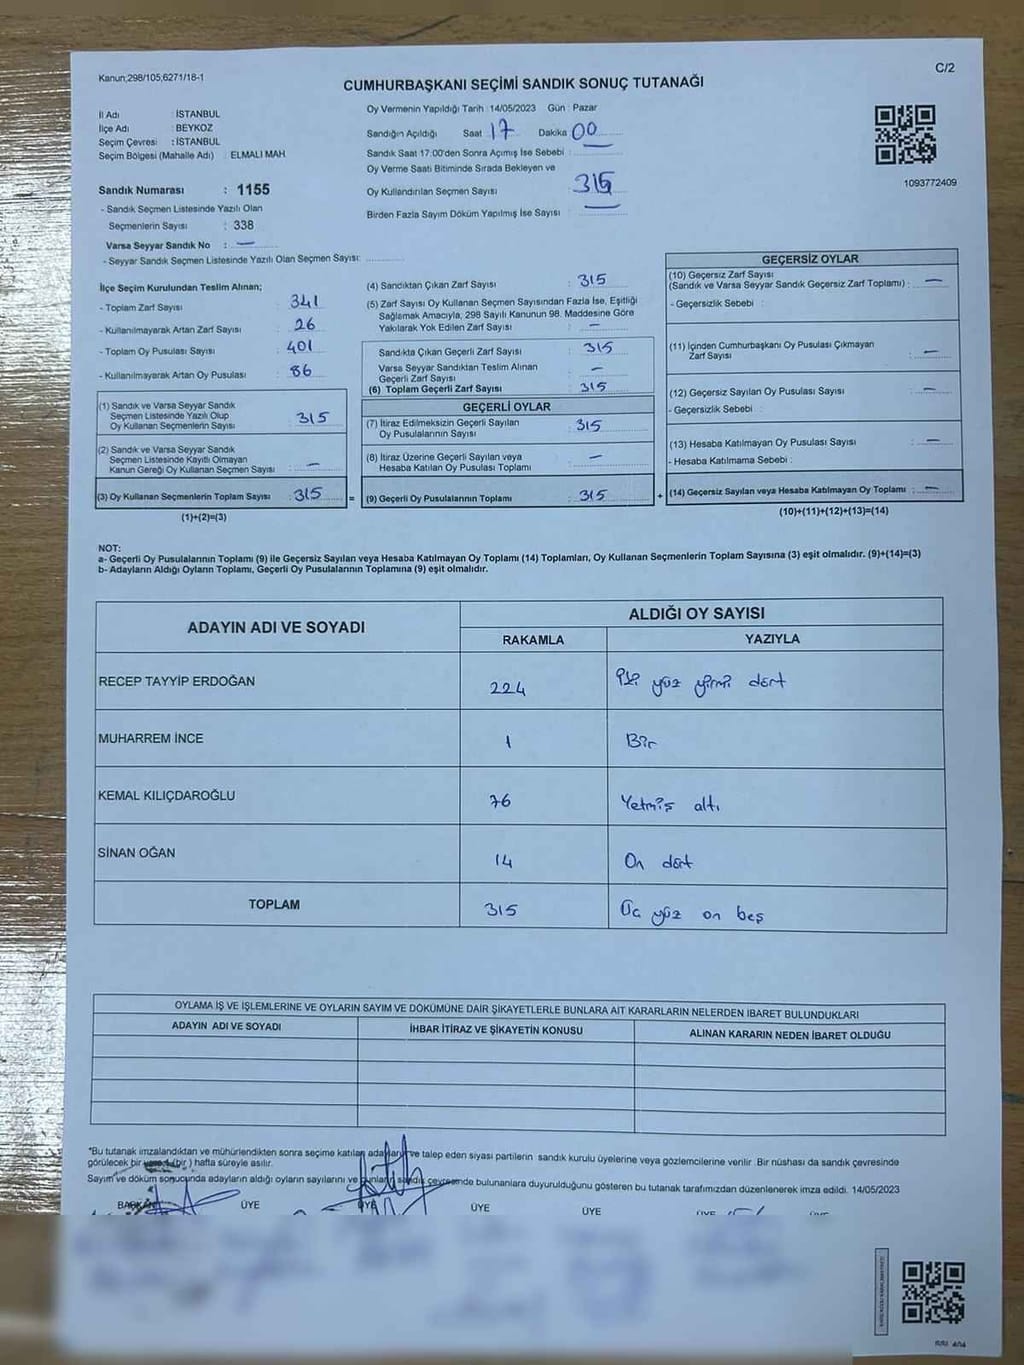 Kanun;298/105,6271/18-1
C/2
CUMHURBAŞKANI SEÇİMİ SANDIK SONUÇ TUTANAĞI
İl Adı : İSTANBUL
İlçe Adı : BEYKOZ
Seçim Çevresi : İSTANBUL
Seçim Bölgesi (Mahalle Adı) : ELMALI MAH
Sandık Numarası : 1155
- Sandık Seçmen Listesinde Yazılı Olan
Seçmenlerin Sayısı : 338
Varsa Seyyar Sandık No : —
- Seyyar Sandık Seçmen Listesinde Yazılı Olan Seçmen Sayısı:
Oy Vermenin Yapıldığı Tarih 14/05/2023 Gün : Pazar
Sandığın Açıldığı Saat 17 Dakika 00
Sandık Saat 17:00'den Sonra Açımış İse Sebebi : —
Oy Verme Saati Bitiminde Sırada Bekleyen ve
Oy Kullandırılan Seçmen Sayısı 315
Birden Fazla Sayım Döküm Yapılmış İse Sayısı : —
1093772409
İlçe Seçim Kurulundan Teslim Alınan;
- Toplam Zarf Sayısı : 341
- Kullanılmayarak Artan Zarf Sayısı : 26
- Toplam Oy Pusulası Sayısı : 401
- Kullanılmayarak Artan Oy Pusulası : 86
(1) Sandık ve Varsa Seyyar Sandık
Seçmen Listesinde Yazılı Olup
Oy Kullanan Seçmenlerin Sayısı : 315
(2) Sandık ve Varsa Seyyar Sandık
Seçmen Listesinde Kayıtlı Olmayan
Kanun Gereği Oy Kullanan Seçmen Sayısı : —
(3) Oy Kullanan Seçmenlerin Toplam Sayısı : 315 =
(1)+(2)=(3)
(4) Sandıktan Çıkan Zarf Sayısı : 315
(5) Zarf Sayısı Oy Kullanan Seçmen Sayısından Fazla İse, Eşitliği
Sağlamak Amacıyla, 298 Sayılı Kanunun 98. Maddesine Göre
Yakılarak Yok Edilen Zarf Sayısı : —
Sandıkta Çıkan Geçerli Zarf Sayısı : 315
Varsa Seyyar Sandıktan Teslim Alınan
Geçerli Zarf Sayısı : —
(6) Toplam Geçerli Zarf Sayısı : 315
GEÇERLİ OYLAR
(7) İtiraz Edilmeksizin Geçerli Sayılan
Oy Pusulalarının Sayısı : 315
(8) İtiraz Üzerine Geçerli Sayılan veya
Hesaba Katılan Oy Pusulası Toplamı : —
(9) Geçerli Oy Pusulalarının Toplamı : 315 +
GEÇERSİZ OYLAR
(10) Geçersiz Zarf Sayısı
(Sandık ve Varsa Seyyar Sandık Geçersiz Zarf Toplamı) : —
- Geçersizlik Sebebi :
(11) İçinden Cumhurbaşkanı Oy Pusulası Çıkmayan
Zarf Sayısı : —
(12) Geçersiz Sayılan Oy Pusulası Sayısı : —
- Geçersizlik Sebebi :
(13) Hesaba Katılmayan Oy Pusulası Sayısı : —
- Hesaba Katılmama Sebebi :
(14) Geçersiz Sayılan veya Hesaba Katılmayan Oy Toplamı : —
(10)+(11)+(12)+(13)=(14)
NOT:
a- Geçerli Oy Pusulalarının Toplamı (9) ile Geçersiz Sayılan veya Hesaba Katılmayan Oy Toplamı (14) Toplamları, Oy Kullanan Seçmenlerin Toplam Sayısına (3) eşit olmalıdır. (9)+(14)=(3)
b- Adayların Aldığı Oyların Toplamı, Geçerli Oy Pusulalarının Toplamına (9) eşit olmalıdır.
ADAYIN ADI VE SOYADI
ALDIĞI OY SAYISI
RAKAMLA YAZIYLA
RECEP TAYYİP ERDOĞAN 224 İki yüz yirmi dört
MUHARREM İNCE 1 Bir
KEMAL KILIÇDAROĞLU 76 Yetmiş altı
SİNAN OĞAN 14 On dört
TOPLAM 315 Üç yüz on beş
OYLAMA İŞ VE İŞLEMLERİNE VE OYLARIN SAYIM VE DÖKÜMÜNE DAİR ŞİKAYETLERLE BUNLARA AİT KARARLARIN NELERDEN İBARET BULUNDUKLARI
ADAYIN ADI VE SOYADI İHBAR İTİRAZ VE ŞİKAYETİN KONUSU ALINAN KARARIN NEDEN İBARET OLDUĞU
*Bu tutanak imzalandıktan ve mühürlendikten sonra seçime katılan adayların ve talep eden siyasi partilerin sandık kurulu üyelerine veya gözlemcilerine verilir. Bir nüshası da sandık çevresinde
görülecek bir (bir) hafta süreyle asılır.
Sayım ve döküm sonucunda adayların aldığı oyların sayılarını ve bunların sandık çevresinde bulunanlara duyurulduğunu gösteren bu tutanak tarafımızdan düzenlenerek imza edildi. 14/05/2023
BAŞKAN ÜYE ÜYE ÜYE ÜYE